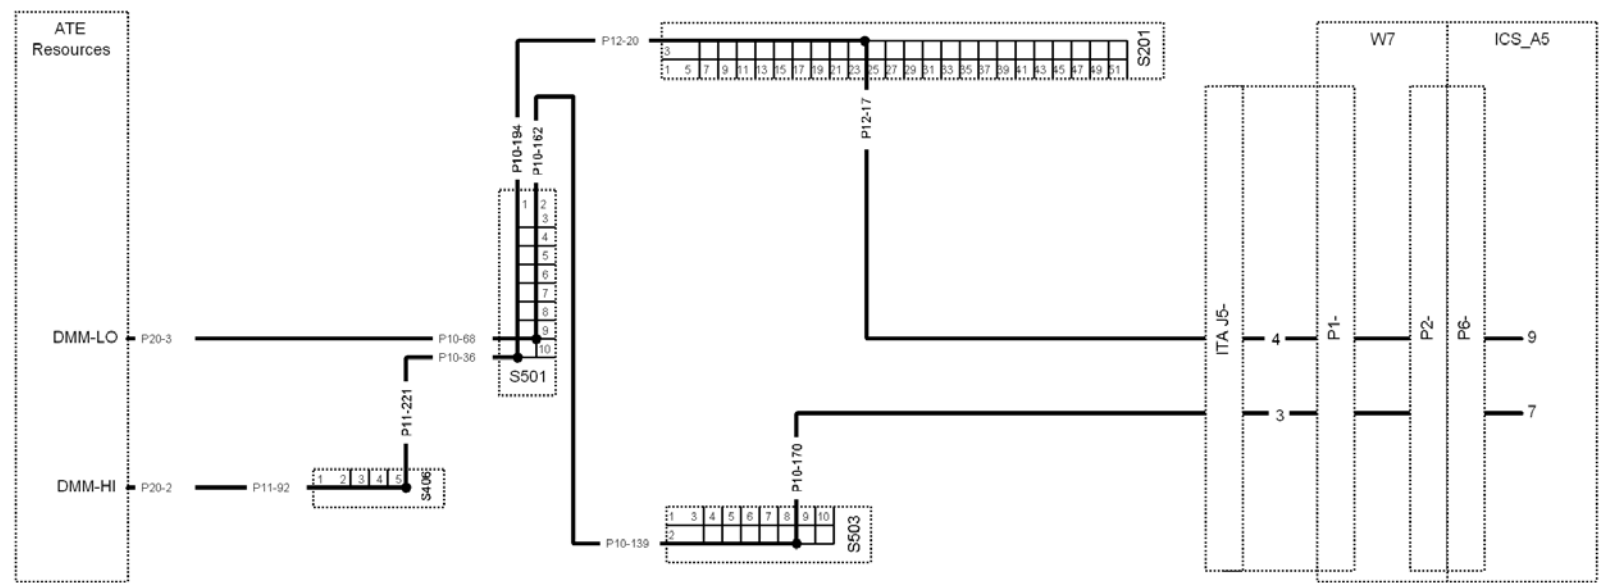 ATE
Resources
P12-20
3
1 5 7 9 11 13 15 17 19 21 23 25 27 29 31 33 35 37 39 41 43 45 47 49 51
S201
W7
ICS_A5
P12-17
P10-194
P10-162
1 2
3
4
5
6
7
8
9
10
S501
DMM-LO
P20-3
P10-68
P10-36
P11-221
DMM-HI
P20-2
P11-92
1 2 3 4 5
S406
P10-170
1 3 4 5 6 7 8 9 10
2
S503
P10-139
ITA J5-
4
3
P1-
P2-
P6-
9
7